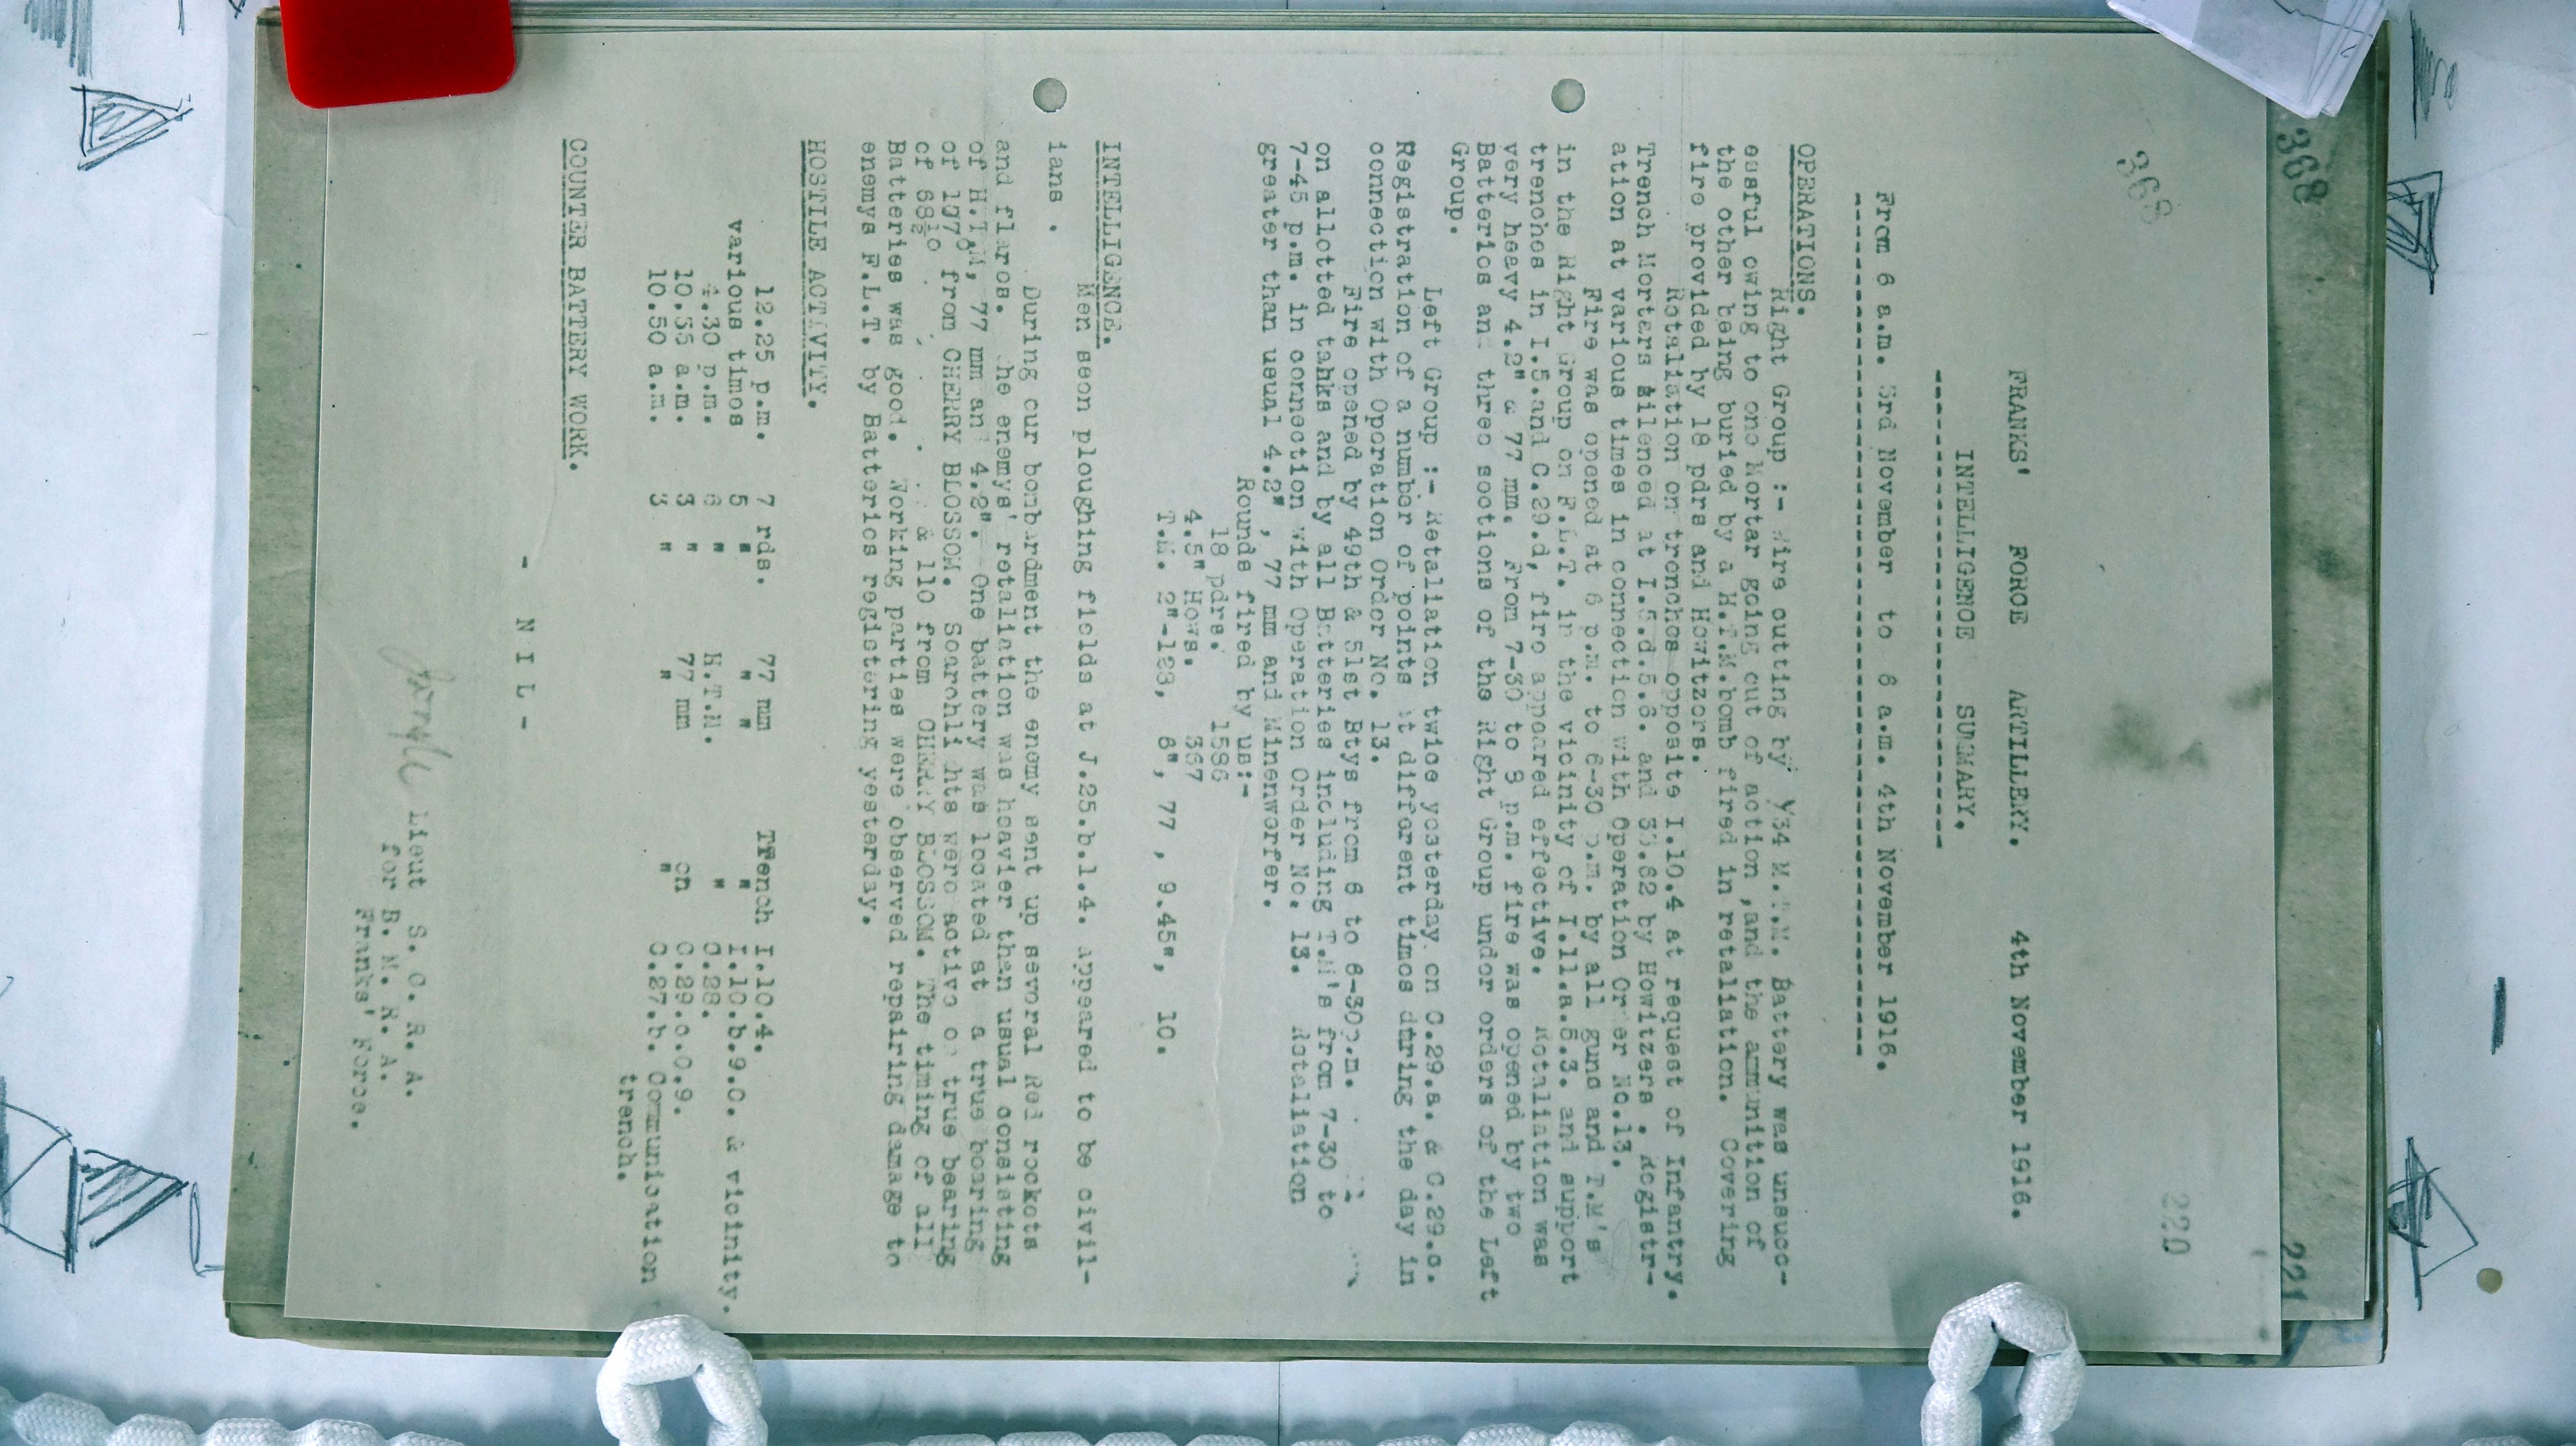 368
368
220
221
FRANKS' FORCE ARTILLERY. 4th November 1916.
INTELLIGENCE SUMMARY.
From 6 a.m. 3rd November to 6 a.m. 4th November 1916.
OPERATIONS.
Right Group :- Wire cutting by Y/34 M.T.M. Battery was unsucc-
essful owing to one Mortar going out of action ,and the ammunition of
the other being buried by a H.T.M.bomb fired in retaliation. Covering
fire provided by 18 pdrs and Howitzers.
Retaliation on trenches opposite I.10.4 at request of Infantry.
Trench Mortars silenced at I.5.d.5.6. and by Howitzers . Registr-
ation at various times in connection with Operation Order No.13.
Fire was opened at 6 p.m. to 6-30 p.m. by all guns and T.M's
in the Right Group on F.L.T. in the vicinity of I.11.a.5.3. and support
trenches in I.5.and C.29.d, fire appeared effective. Retaliation was
very heavy 4.2" & 77 mm. From 7-30 to 8 p.m. fire was opened by two
Batteries and three sections of the Right Group under orders of the Left
Group.
Left Group :- Retaliation twice yesterday on C.29.a. & C.29.c.
Registration of a number of points at different times during the day in
connection with Operation Order No. 13.
Fire opened by 49th & 51st Btys from 6 to 6-30p.m.
on allotted tahks and by all Batteries including T.M's from 7-30 to
7-45 p.m. in connection with Operation Order No. 13. Retaliation
greater than usual 4.2" , 77 mm and Minenwerfer.
Rounds fired by us:-
18 pdrs. 1586
4.5" Hows. 367
T.M. 2"-123, 6", 77 , 9.45", 10.
INTELLIGENCE.
Men seen ploughing fields at J.25.b.1.4. appeared to be civil-
ians .
During our bombardment the enemy sent up several Red rockets
and flares. The enemys' retaliation was heavier than usual consisting
of H.T.M, 77 mm and 4.2". One battery was located at a true bearing
of 107° from CHERRY BLOSSOM. Searchlights were active on true bearing
of 68½° & 110 from CHERRY BLOSSOM. The timing of all
Batteries was good. Working parties were observed repairing damage to
enemys F.L.T. by Batteries registering yesterday.
HOSTILE ACTIVITY.
12.25 p.m. 7 rds. 77 mm Trench I.10.4.
various times 5 " " " " I.10.b.9.0. & vicinity.
4.30 p.m. 6 " H.T.M. " C.28.
10.35 a.m. 3 " 77 mm on C.29.c.0.9.
10.50 a.m. 3 " " " C.27.b. Communication
trench.
COUNTER BATTERY WORK.
- N I L -
Lieut S. O. R. A.
for B. M. R. A.
Franks' Force.